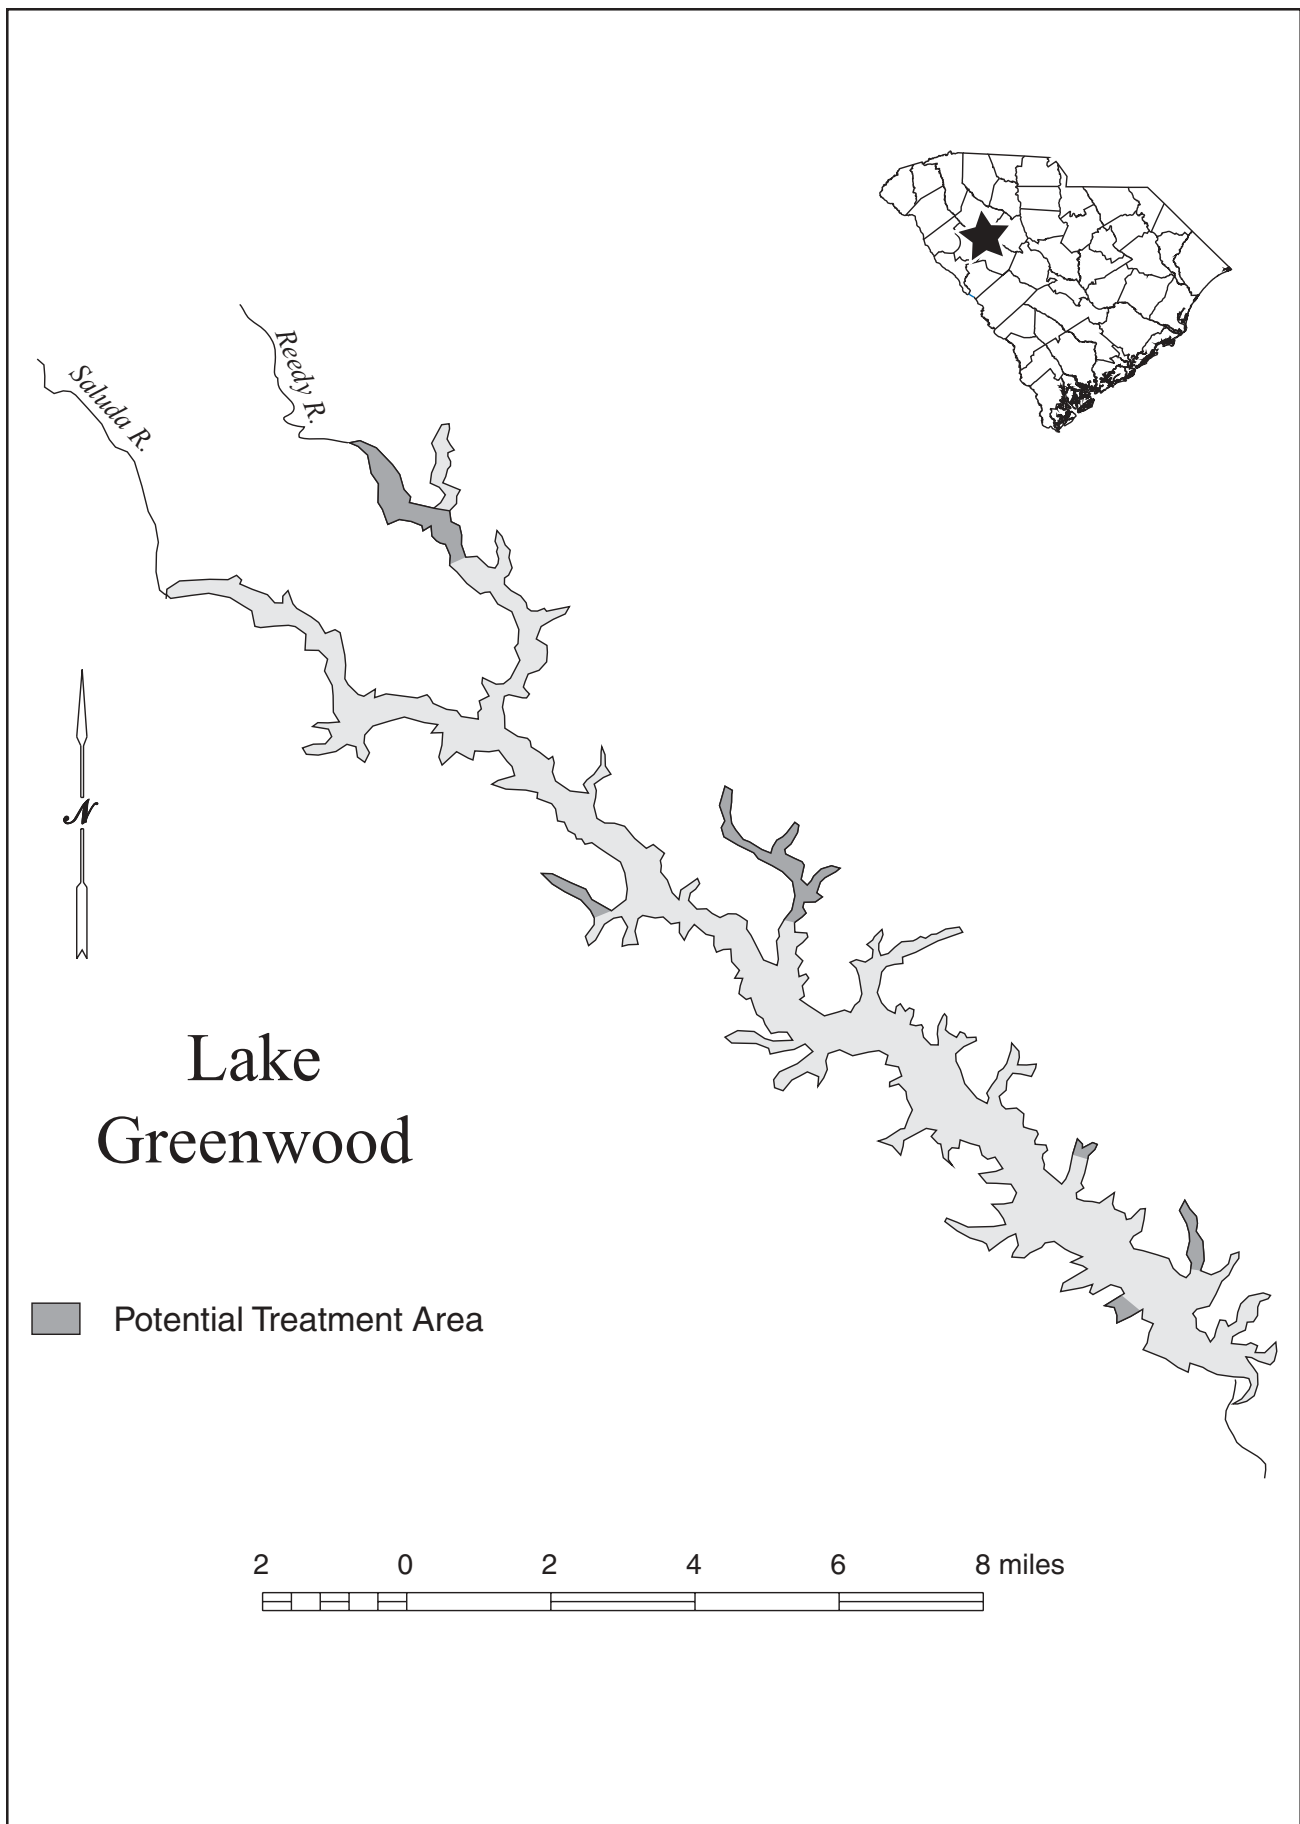 Reedy R.
Saluda R.
N
Lake
Greenwood
Potential Treatment Area
2 0 2 4 6 8 miles